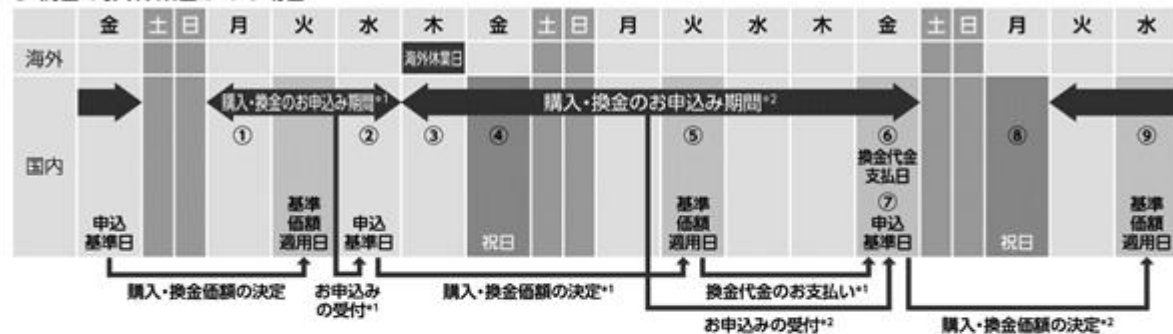 金 土 日 月 火 水 木 金 土 日 月 火 水 木 金 土 日 月 火 水
海外 海外休業日
購入・換金のお申込み期間*1 購入・換金のお申込み期間*2
① ② ③ ④ ⑤ ⑥ ⑧ ⑨
国内
換金代金
支払日
⑦
申込
基準日
基準
価額
適用日
申込
基準日
祝日
基準
価額
適用日
申込
基準日
祝日
基準
価額
適用日
購入・換金価額の決定
お申込み
の受付*1
購入・換金価額の決定*1
換金代金のお支払い*1
お申込みの受付*2
購入・換金価額の決定*2